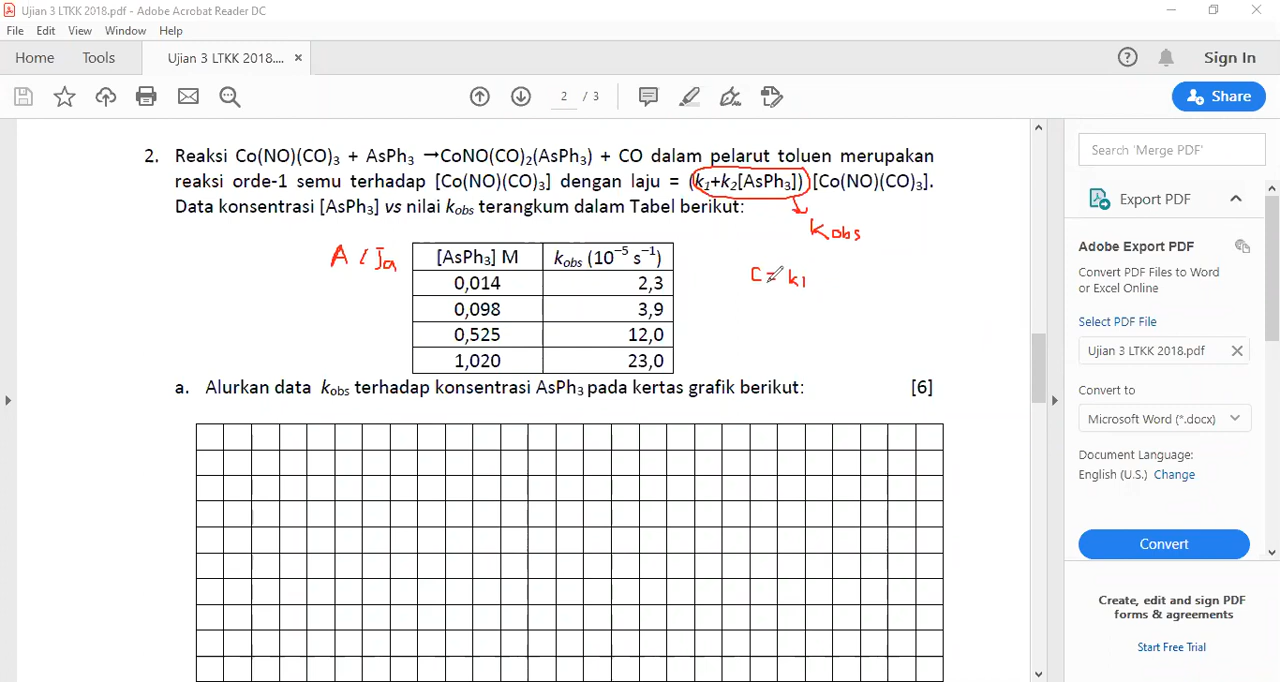 Ujian 3 LTKK 2018.pdf - Adobe Acrobat Reader DC
File Edit View Window Help
Home Tools Ujian 3 LTKK 2018.... ×
Sign In
2 / 3
Share
2. Reaksi Co(NO)(CO)₃ + AsPh₃ →CoNO(CO)₂(AsPh₃) + CO dalam pelarut toluen merupakan
reaksi orde-1 semu terhadap [Co(NO)(CO)₃] dengan laju = (k₁+k₂[AsPh₃]) [Co(NO)(CO)₃].
Data konsentrasi [AsPh₃] vs nilai kobs terangkum dalam Tabel berikut:
k obs
[AsPh₃] M kobs (10⁻⁵ s⁻¹)
0,014 2,3
0,098 3,9
0,525 12,0
1,020 23,0
k1
a. Alurkan data kobs terhadap konsentrasi AsPh₃ pada kertas grafik berikut: [6]
Search 'Merge PDF'
Export PDF
Adobe Export PDF
Convert PDF Files to Word
or Excel Online
Select PDF File
Ujian 3 LTKK 2018.pdf
Convert to
Microsoft Word (*.docx)
Document Language:
English (U.S.) Change
Convert
Create, edit and sign PDF
forms & agreements
Start Free Trial